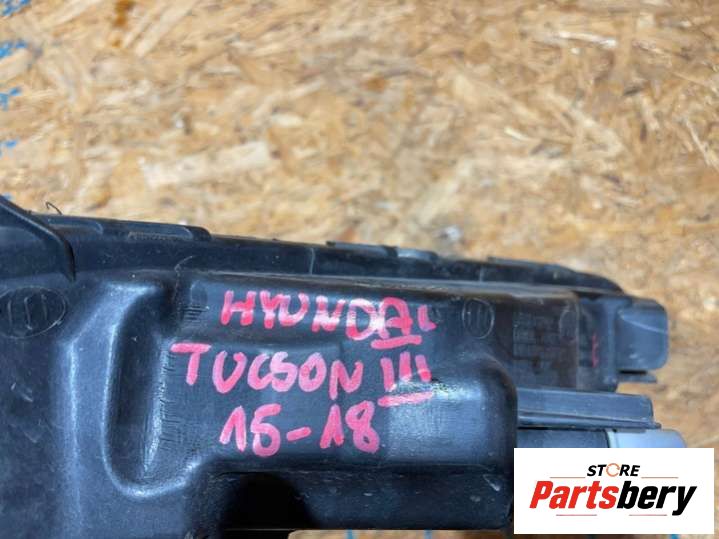 HYUNDAI
TUCSON III
15-18
STORE
Partsbery